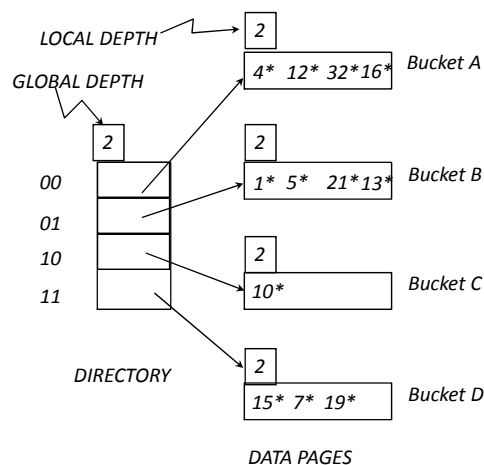 LOCAL DEPTH
2
4* 12* 32* 16*
Bucket A
GLOBAL DEPTH
2
2
1* 5* 21* 13*
Bucket B
00
01
10
11
2
10*
Bucket C
2
15* 7* 19*
Bucket D
DIRECTORY
DATA PAGES